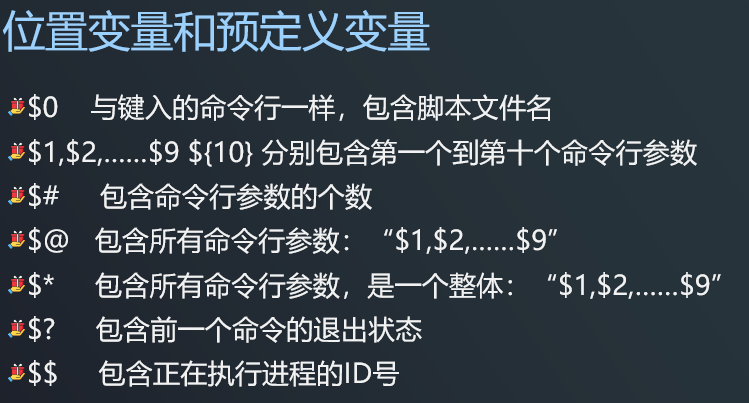 位置变量和预定义变量
$0 与键入的命令行一样，包含脚本文件名
$1,$2,……$9 ${10} 分别包含第一个到第十个命令行参数
$# 包含命令行参数的个数
$@ 包含所有命令行参数：“$1,$2,……$9”
$* 包含所有命令行参数，是一个整体：“$1,$2,……$9”
$? 包含前一个命令的退出状态
$$ 包含正在执行进程的ID号